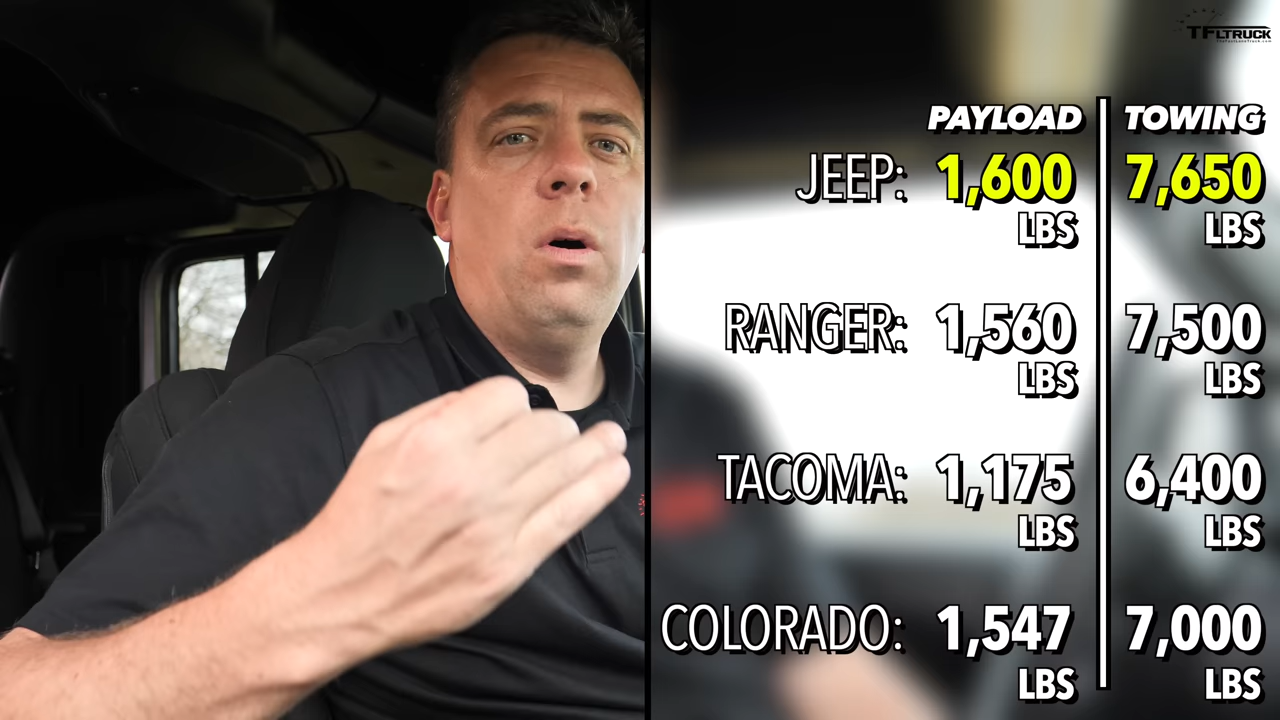 TFLTRUCK
PAYLOAD TOWING
JEEP: 1,600 7,650
LBS LBS
RANGER: 1,560 7,500
LBS LBS
TACOMA: 1,175 6,400
LBS LBS
COLORADO: 1,547 7,000
LBS LBS